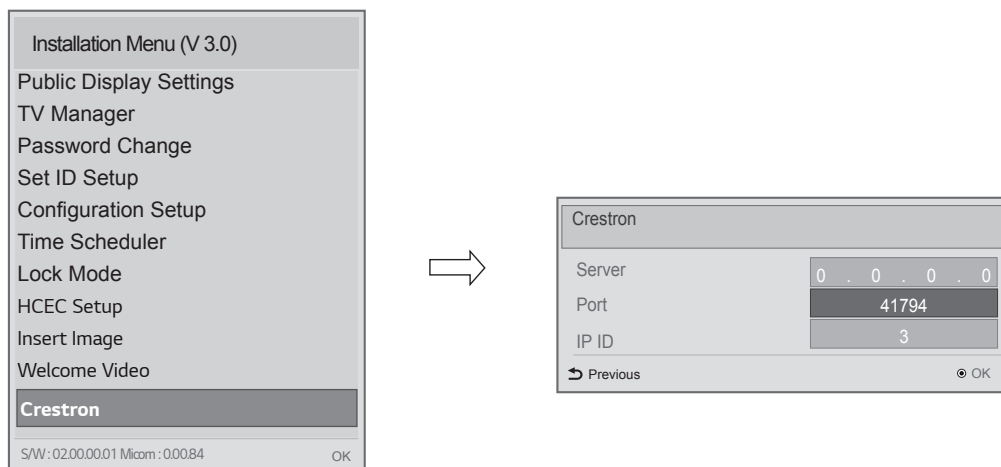 Installation Menu (V 3.0)
Public Display Settings
TV Manager
Password Change
Set ID Setup
Configuration Setup
Time Scheduler
Lock Mode
HCEC Setup
Insert Image
Welcome Video
Crestron
S/W : 02.00.00.01 Micom : 0.00.84 OK
Crestron
Server 0 . 0 . 0 . 0
Port 41794
IP ID 3
Previous OK